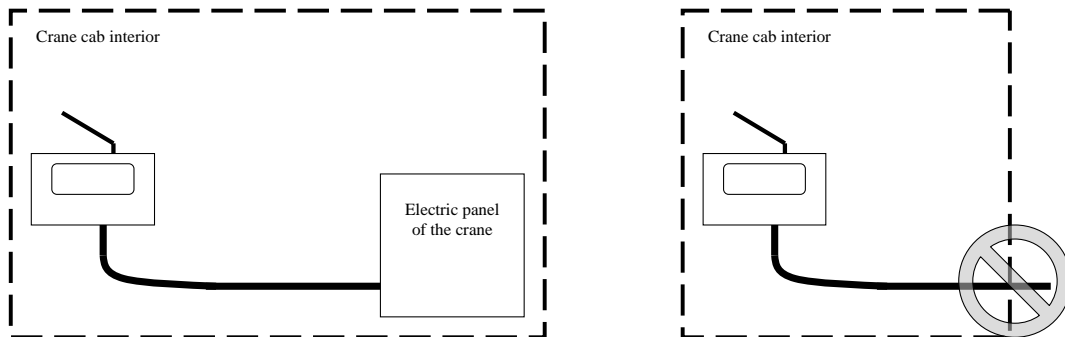 Crane cab interior
Crane cab interior
Electric panel
of the crane